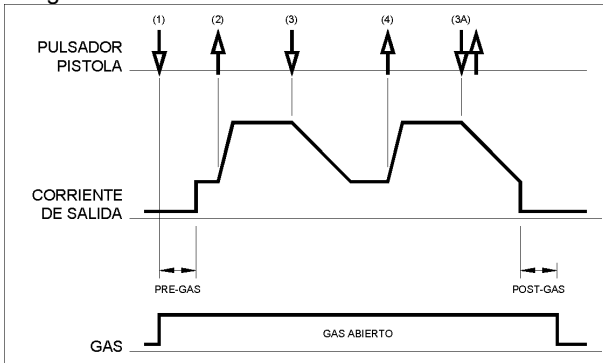 (1) (2) (3) (4) (3A)
PULSADOR
PISTOLA
CORRIENTE
DE SALIDA
PRE-GAS POST-GAS
GAS ABIERTO
GAS